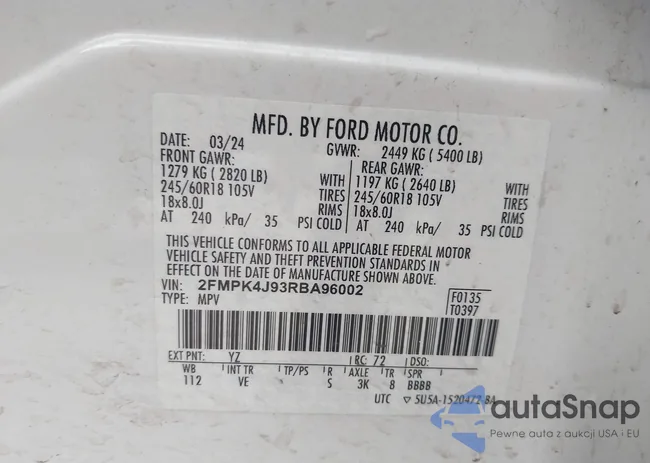 MFD. BY FORD MOTOR CO.
DATE: 03/24 GVWR: 2449 KG ( 5400 LB)
FRONT GAWR: REAR GAWR:
1279 KG ( 2820 LB) WITH 1197 KG ( 2640 LB) WITH
245/60R18 105V TIRES 245/60R18 105V TIRES
18x8.0J RIMS 18x8.0J RIMS
AT 240 kPa/ 35 PSI COLD AT 240 kPa/ 35 PSI COLD
THIS VEHICLE CONFORMS TO ALL APPLICABLE FEDERAL MOTOR
VEHICLE SAFETY AND THEFT PREVENTION STANDARDS IN
EFFECT ON THE DATE OF MANUFACTURE SHOWN ABOVE.
VIN: 2FMPK4J93RBA96002 F0135
TYPE: MPV T0397
EXT PNT: YZ RC: 72 DSO:
WB INT TR TP/PS R AXLE TR SPR
112 VE S 3K 8 BBBB
UTC 5U5A-1520472-BA
autaSnap
Pewne auta z aukcji USA i EU